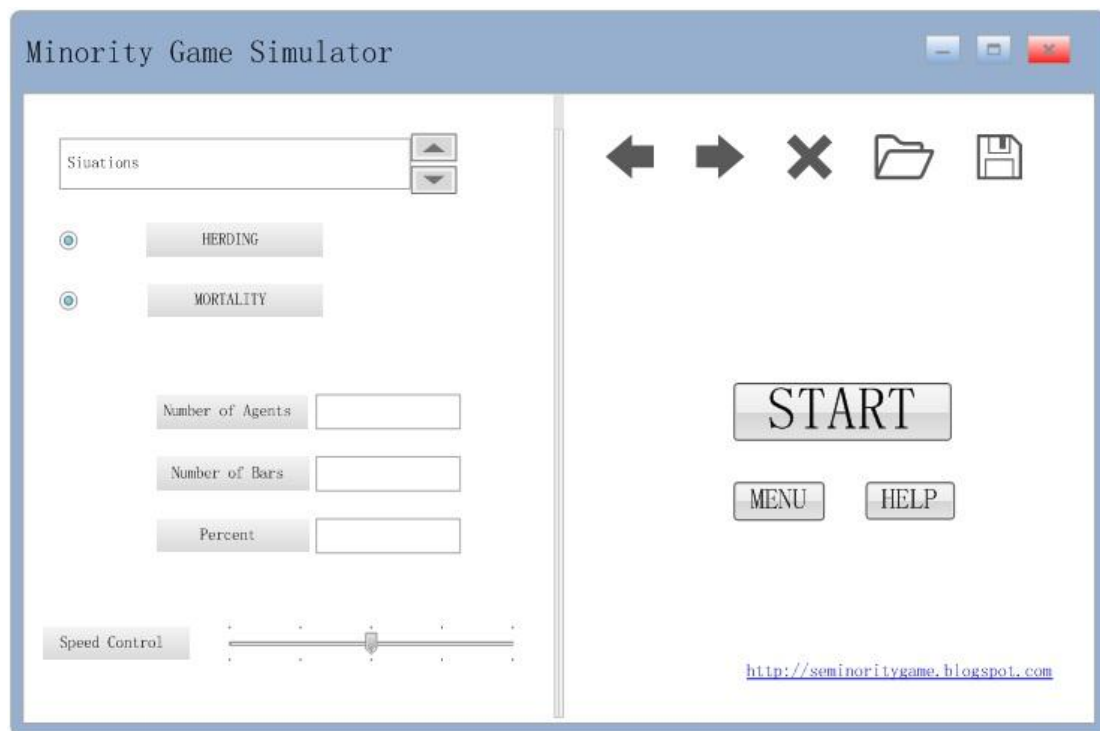 Minority Game Simulator
Siuations
HERDING
MORTALITY
Number of Agents
Number of Bars
Percent
Speed Control
START
MENU
HELP
http://seminoritygame.blogspot.com